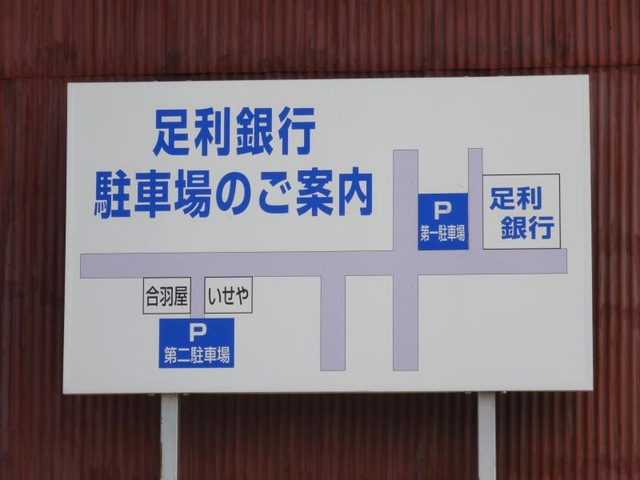 足利銀行
駐車場のご案内
P
第一駐車場
足利
銀行
合羽屋
いせや
P
第二駐車場